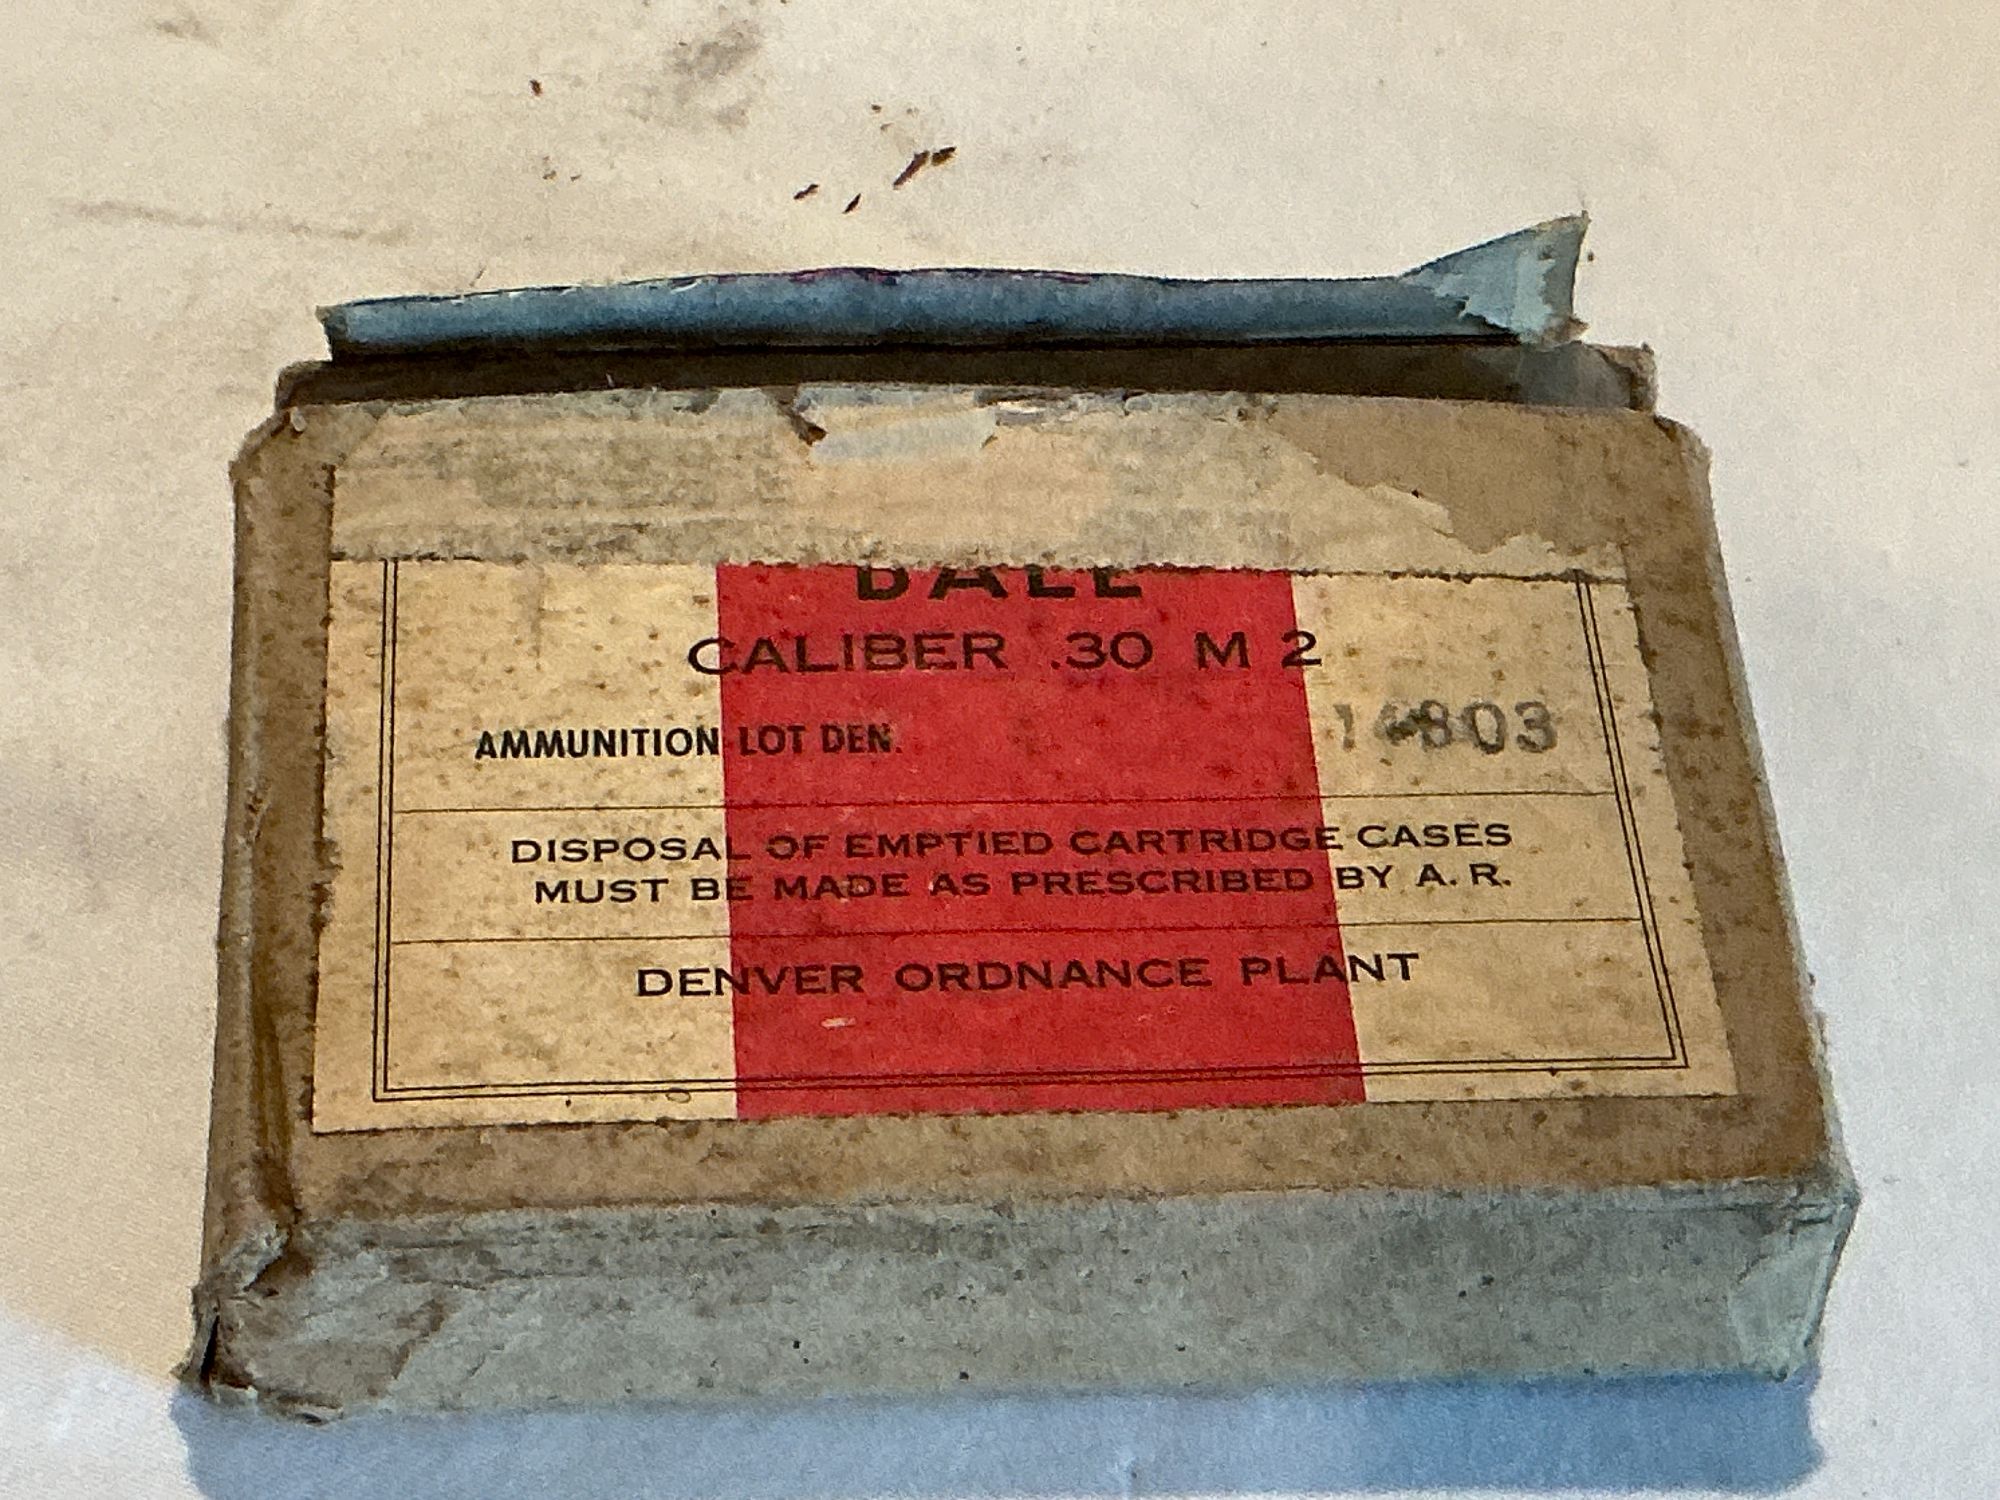 CALIBER .30 M 2
AMMUNITION LOT DEN.
DISPOSAL OF EMPTIED CARTRIDGE CASES
MUST BE MADE AS PRESCRIBED BY A. R.
DENVER ORDNANCE PLANT